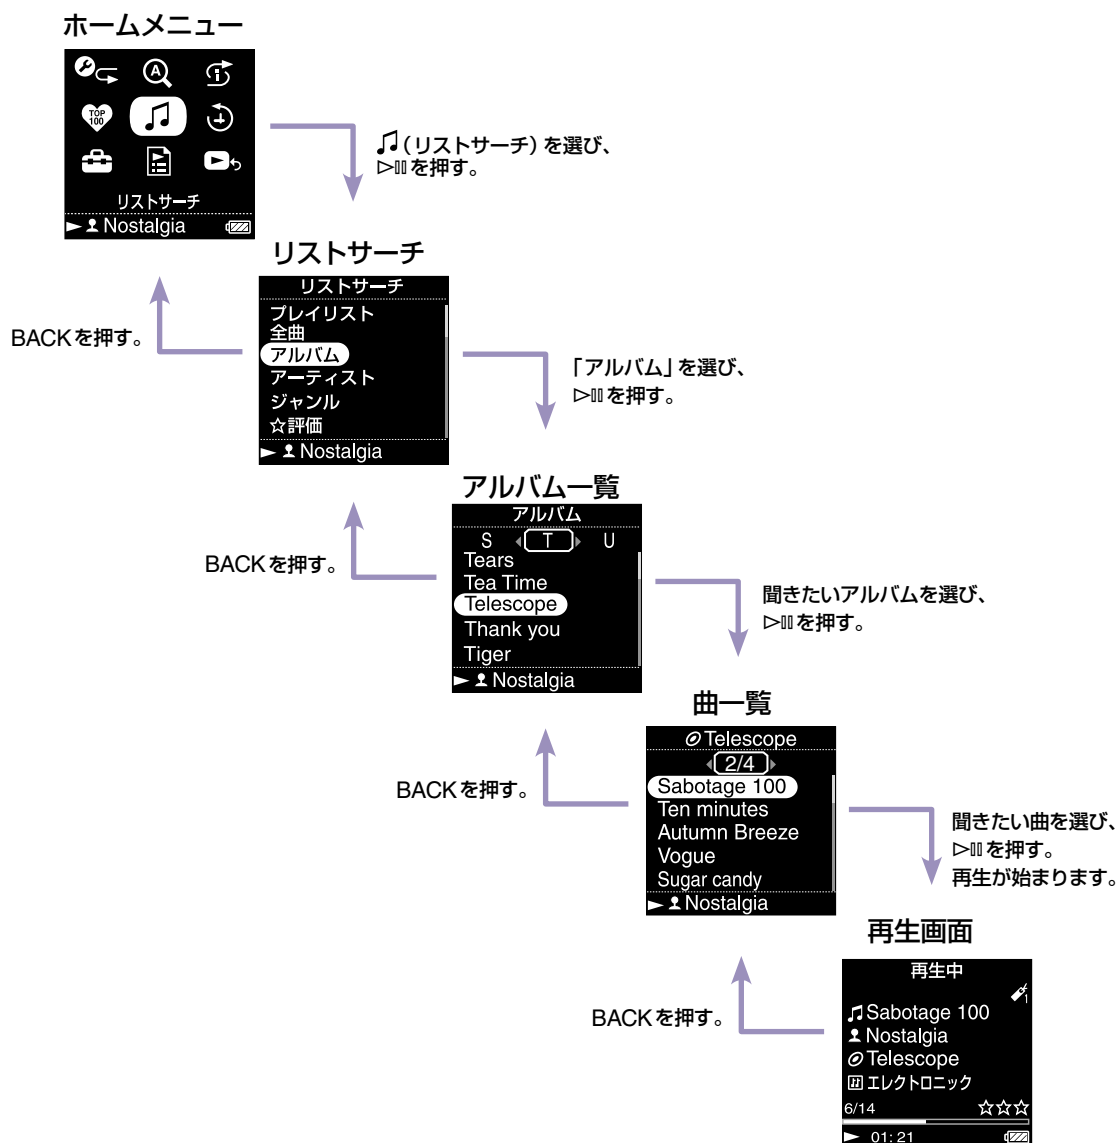 ホームメニュー
A
TOP
100
リストサーチ
Nostalgia
(リストサーチ)を選び、
▷㏌を押す。
リストサーチ
リストサーチ
プレイリスト
全曲
アルバム
アーティスト
ジャンル
☆評価
Nostalgia
BACKを押す。
「アルバム」を選び、
▷▯▯を押す。
アルバム一覧
アルバム
S T U
Tears
Tea Time
Telescope
Thank you
Tiger
Nostalgia
BACKを押す。
聞きたいアルバムを選び、
▷▯▯を押す。
曲一覧
Telescope
2/4
Sabotage 100
Ten minutes
Autumn Breeze
Vogue
Sugar candy
Nostalgia
BACKを押す。
聞きたい曲を選び、
▷▯▯を押す。
再生が始まります。
再生画面
再生中
1
Sabotage 100
Nostalgia
Telescope
エレクトロニック
6/14 ☆☆☆
01:21
BACKを押す。